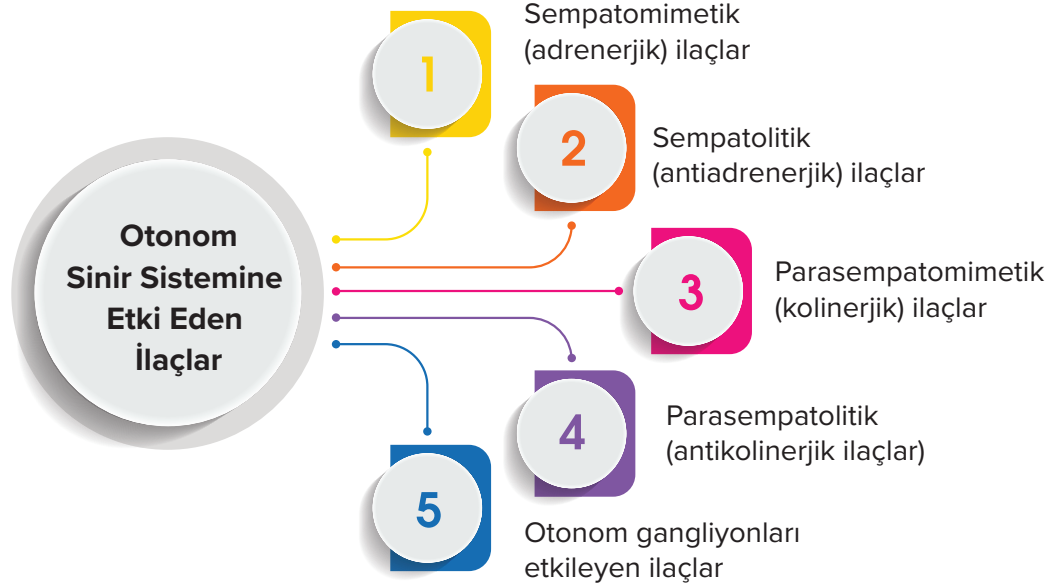 Otonom
Sinir Sistemine
Etki Eden
İlaçlar
1
Sempatomimetik
(adrenerjik) ilaçlar
2
Sempatolitik
(antiadrenerjik) ilaçlar
3
Parasempatomimetik
(kolinerjik) ilaçlar
4
Parasempatolitik
(antikolinerjik ilaçlar)
5
Otonom gangliyonları
etkileyen ilaçlar